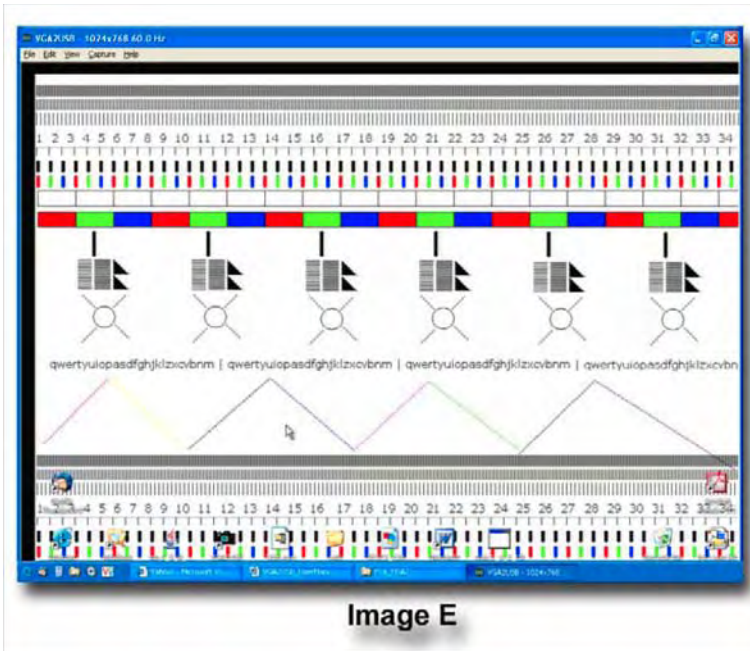 VGA2USB - 1024x768 60.0 Hz
File Edit View Capture Help
1 2 3 4 5 6 7 8 9 10 11 12 13 14 15 16 17 18 19 20 21 22 23 24 25 26 27 28 29 30 31 32 33 34
qwertyuiopasdfghjklzxcvbnm | qwertyuiopasdfghjklzxcvbnm | qwertyuiopasdfghjklzxcvbnm | qwertyuiopasdfghjklzxcvbn
1 4 5 6 7 8 9 10 11 12 13 14 15 16 17 18 19 20 21 22 23 24 25 26 27 28 29 30 31 32 33 34
VGA2USB - 1024x768
Image E